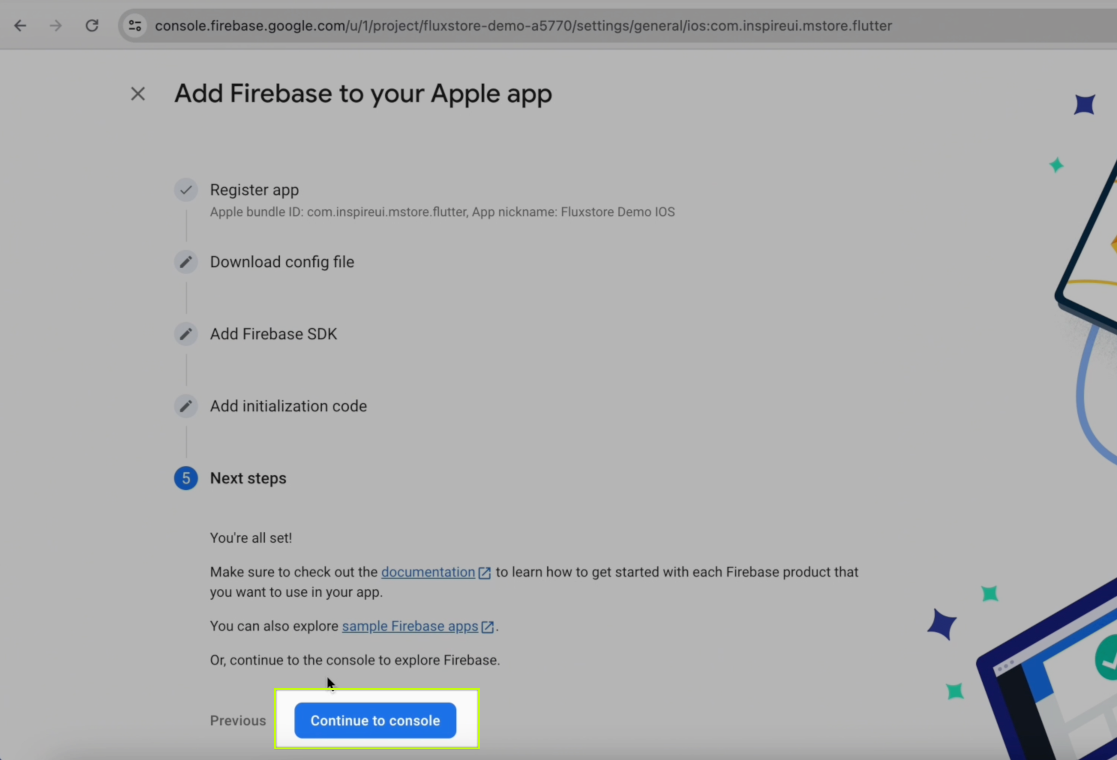 console.firebase.google.com/u/1/project/fluxstore-demo-a5770/settings/general/ios:com.inspireui.mstore.flutter
Add Firebase to your Apple app
Register app
Apple bundle ID: com.inspireui.mstore.flutter, App nickname: Fluxstore Demo IOS
Download config file
Add Firebase SDK
Add initialization code
5 Next steps
You're all set!
Make sure to check out the documentation to learn how to get started with each Firebase product that
you want to use in your app.
You can also explore sample Firebase apps.
Or, continue to the console to explore Firebase.
Previous Continue to console